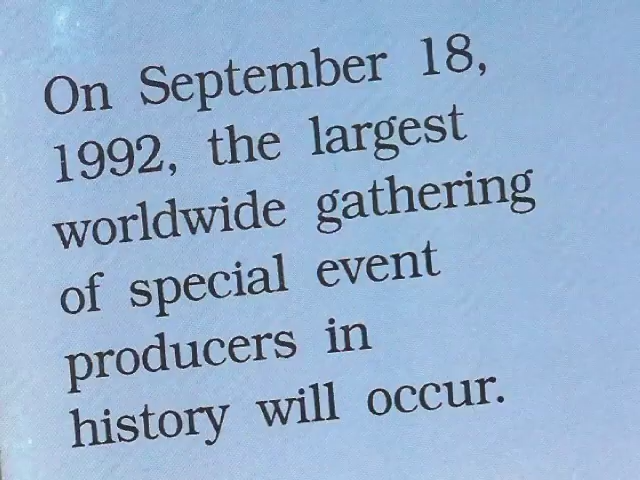 On September 18,
1992, the largest
worldwide gathering
of special event
producers in
history will occur.